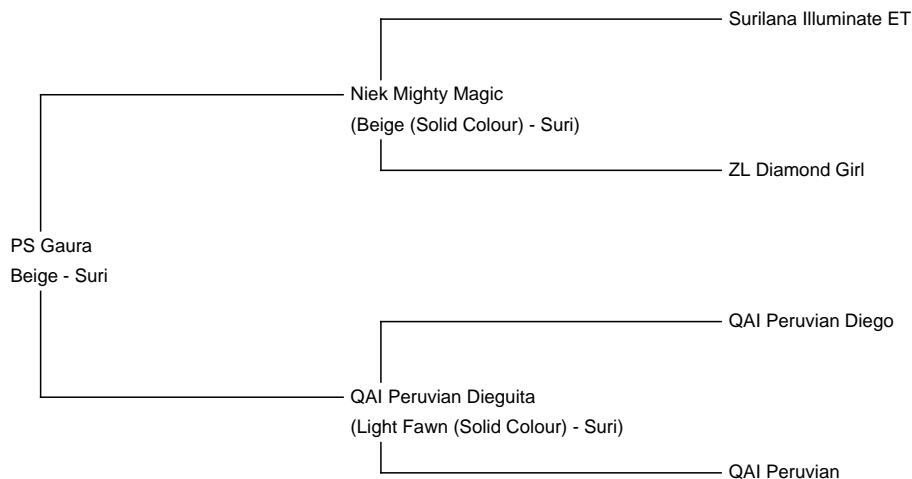 Surilana Illuminate ET
Niek Mighty Magic
(Beige (Solid Colour) - Suri)
ZL Diamond Girl
PS Gaura
Beige - Suri
QAI Peruvian Diego
QAI Peruvian Dieguita
(Light Fawn (Solid Colour) - Suri)
QAI Peruvian